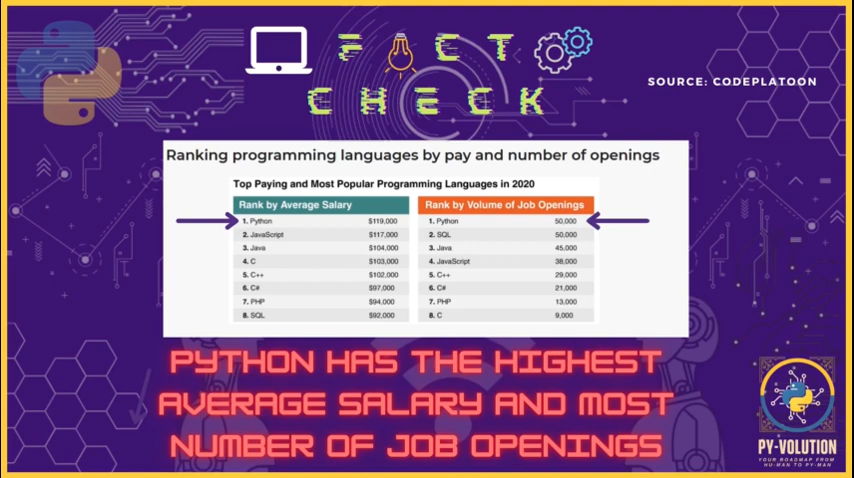 FACT
CHECK
SOURCE: CODEPLATOON
Ranking programming languages by pay and number of openings
Top Paying and Most Popular Programming Languages in 2020
Rank by Average Salary
1. Python $119,000
2. JavaScript $117,000
3. Java $104,000
4. C $103,000
5. C++ $102,000
6. C# $97,000
7. PHP $94,000
8. SQL $92,000
Rank by Volume of Job Openings
1. Python 50,000
2. SQL 50,000
3. Java 45,000
4. JavaScript 38,000
5. C++ 29,000
6. C# 21,000
7. PHP 13,000
8. C 9,000
PYTHON HAS THE HIGHEST
AVERAGE SALARY AND MOST
NUMBER OF JOB OPENINGS
PY-VOLUTION
YOUR ROADMAP FROM
HU-MAN TO PY-MAN